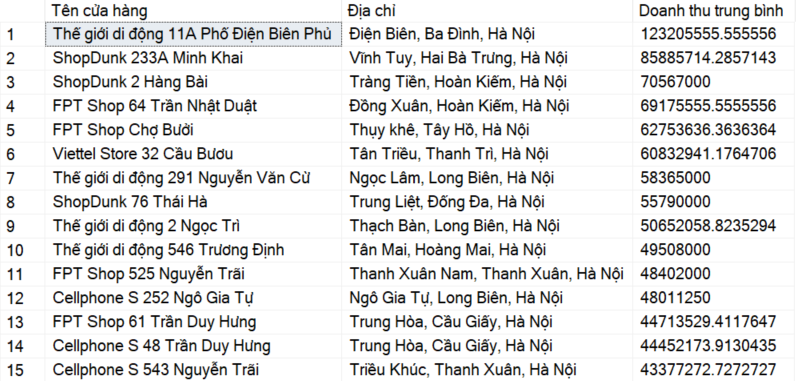 Tên cửa hàng Địa chỉ Doanh thu trung bình
1 Thế giới di động 11A Phố Điện Biên Phủ Điện Biên, Ba Đình, Hà Nội 123205555.555556
2 ShopDunk 233A Minh Khai Vĩnh Tuy, Hai Bà Trưng, Hà Nội 85885714.2857143
3 ShopDunk 2 Hàng Bài Tràng Tiền, Hoàn Kiếm, Hà Nội 70567000
4 FPT Shop 64 Trần Nhật Duật Đồng Xuân, Hoàn Kiếm, Hà Nội 69175555.5555556
5 FPT Shop Chợ Bưởi Thụy khê, Tây Hồ, Hà Nội 62753636.3636364
6 Viettel Store 32 Cầu Bươu Tân Triều, Thanh Trì, Hà Nội 60832941.1764706
7 Thế giới di động 291 Nguyễn Văn Cừ Ngọc Lâm, Long Biên, Hà Nội 58365000
8 ShopDunk 76 Thái Hà Trung Liệt, Đống Đa, Hà Nội 55790000
9 Thế giới di động 2 Ngọc Trì Thạch Bàn, Long Biên, Hà Nội 50652058.8235294
10 Thế giới di động 546 Trương Định Tân Mai, Hoàng Mai, Hà Nội 49508000
11 FPT Shop 525 Nguyễn Trãi Thanh Xuân Nam, Thanh Xuân, Hà Nội 48402000
12 Cellphone S 252 Ngô Gia Tự Ngô Gia Tự, Long Biên, Hà Nội 48011250
13 FPT Shop 61 Trần Duy Hưng Trung Hòa, Cầu Giấy, Hà Nội 44713529.4117647
14 Cellphone S 48 Trần Duy Hưng Trung Hòa, Cầu Giấy, Hà Nội 44452173.9130435
15 Cellphone S 543 Nguyễn Trãi Triều Khúc, Thanh Xuân, Hà Nội 43377272.7272727